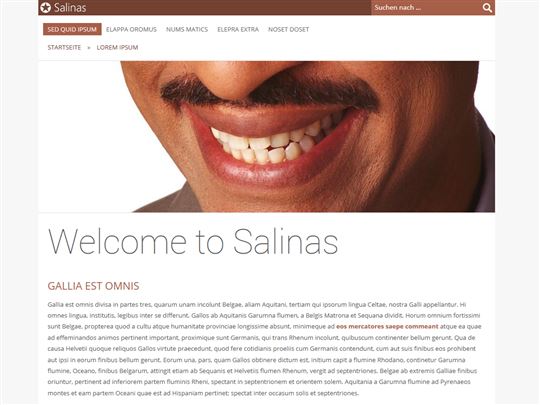 Salinas
Suchen nach ...
SED QUID IPSUM ELAPPA OROMUS NUMS MATICS ELEPRA EXTRA NOSET DOSET
STARTSEITE » LOREM IPSUM
Welcome to Salinas
GALLIA EST OMNIS
Gallia est omnis divisa in partes tres, quarum unam incolunt Belgae, aliam Aquitani, tertiam qui ipsorum lingua Celtae, nostra Galli appellantur. Hi
omnes lingua, institutis, legibus inter se differunt. Gallos ab Aquitanis Garumna flumen, a Belgis Matrona et Sequana dividit. Horum omnium fortissimi
sunt Belgae, propterea quod a cultu atque humanitate provinciae longissime absunt, minimeque ad eos mercatores saepe commeant atque ea quae
ad effeminandos animos pertinent important, proximique sunt Germanis, qui trans Rhenum incolunt, quibuscum continenter bellum gerunt. Qua
de causa Helvetii quoque reliquos Gallos virtute praecedunt, quod fere cotidianis proeliis cum Germanis contendunt, cum aut suis finibus eos prohibent
aut ipsi in eorum finibus bellum gerunt. Eorum una, pars, quam Gallos obtinere dictum est, initium capit a flumine Rhodano, continetur Garumna
flumine, Oceano, finibus Belgarum, attingit etiam ab Sequanis et Helvetiis flumen Rhenum, vergit ad septentriones. Belgae ab extremis Galliae finibus
oriuntur, pertinent ad inferiorem partem fluminis Rheni, spectant in septentrionem et orientem solem. Aquitania a Garumna flumine ad Pyrenaeos
montes et eam partem Oceani quae est ad Hispaniam pertinet; spectat inter occasum solis et septentriones.